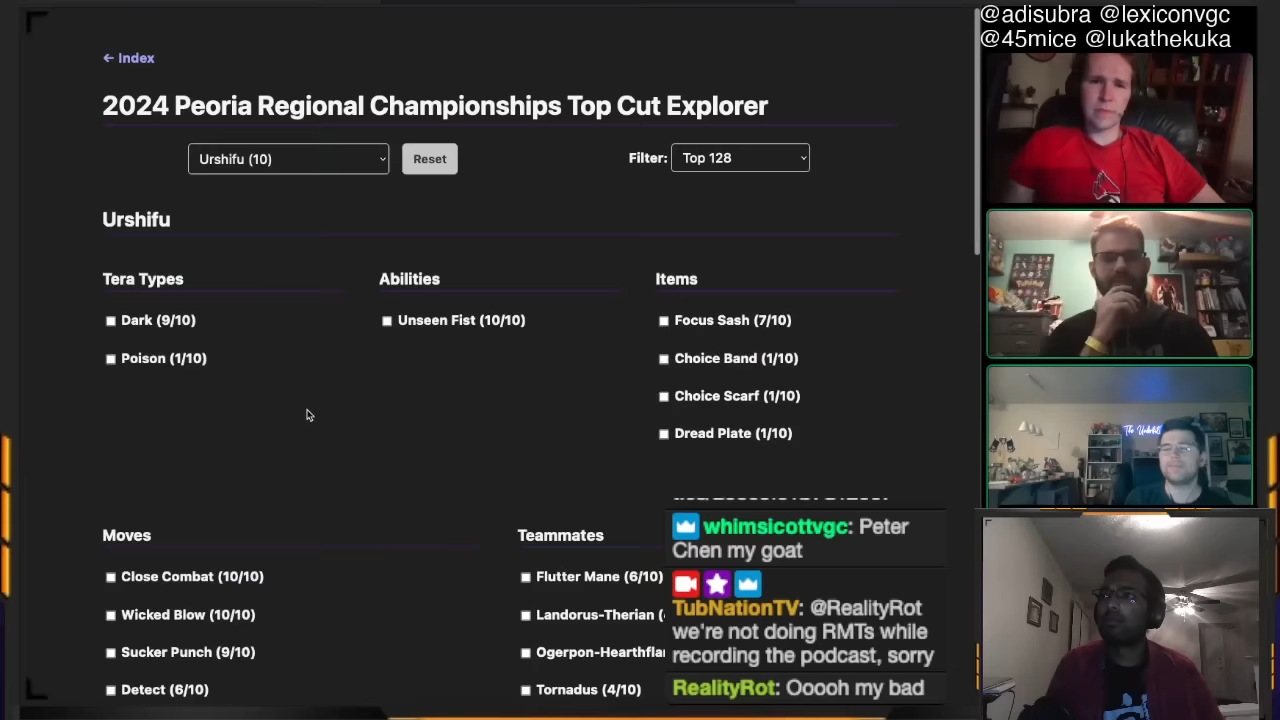 @adisubra @lexiconvgc
@45mice @lukathekuka
← Index
2024 Peoria Regional Championships Top Cut Explorer
Urshifu (10)
Reset
Filter:
Top 128
Urshifu
Tera Types
Dark (9/10)
Poison (1/10)
Abilities
Unseen Fist (10/10)
Items
Focus Sash (7/10)
Choice Band (1/10)
Choice Scarf (1/10)
Dread Plate (1/10)
Moves
Close Combat (10/10)
Wicked Blow (10/10)
Sucker Punch (9/10)
Detect (6/10)
Teammates
Flutter Mane (6/10)
Landorus-Therian (
Ogerpon-Hearthfla
Tornadus (4/10)
whimsicottvgc: Peter
Chen my goat
TubNationTV: @RealityRot
we're not doing RMTs while
recording the podcast, sorry
RealityRot: Ooooh my bad